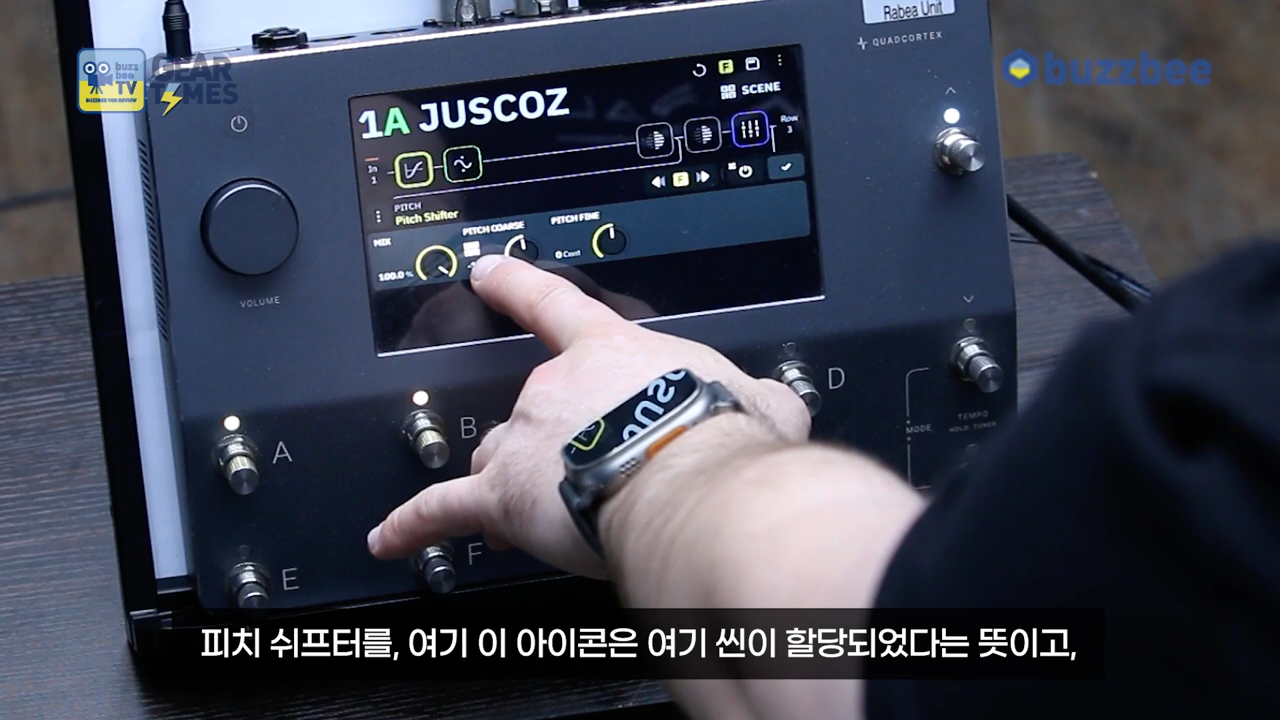 Rabea Unit
QUADCORTEX
buzz
bee
TV
BUZZBEE YOU REVIEW
GEAR
TIMES
buzzbee
1A JUSCOZ
SCENE
In
1
Row
3
PITCH
Pitch Shifter
MIX
100.0 %
PITCH COARSE
PITCH FINE
0 Cent
VOLUME
A
B
D
E
F
MODE
TEMPO
HOLD: TUNER
피치 쉬프터를, 여기 이 아이콘은 여기 씬이 할당되었다는 뜻이고,